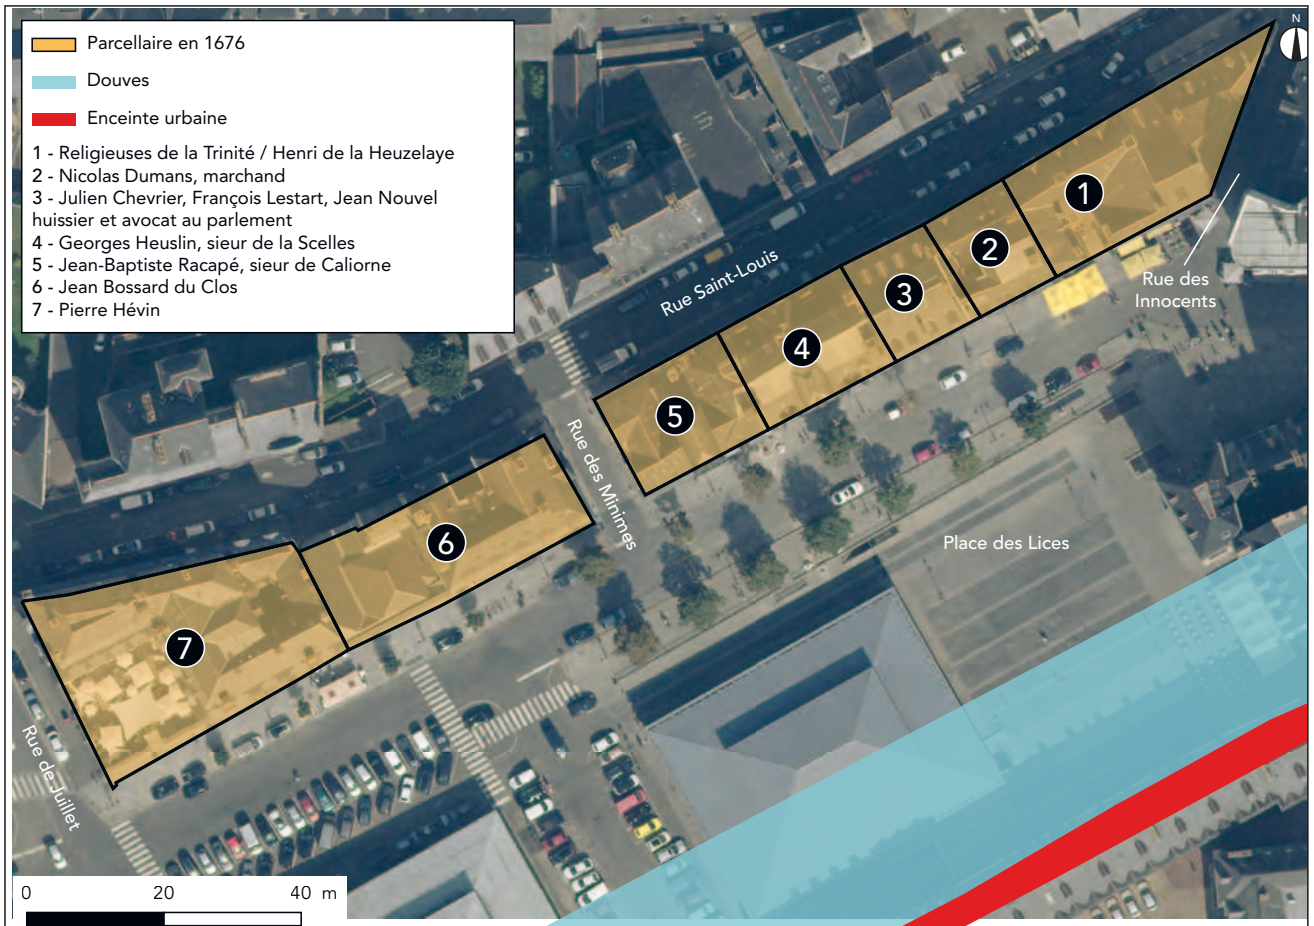 N
Parcellaire en 1676
Douves
Enceinte urbaine
1 - Religieuses de la Trinité / Henri de la Heuzelaye
2 - Nicolas Dumans, marchand
3 - Julien Chevrier, François Lestart, Jean Nouvel
huissier et avocat au parlement
4 - Georges Heuslin, sieur de la Scelles
5 - Jean-Baptiste Racapé, sieur de Caliorne
6 - Jean Bossard du Clos
7 - Pierre Hévin
1
2
3
4
5
6
7
Rue Saint-Louis
Rue des
Innocents
Rue des Minimes
Place des Lices
Rue de Juillet
0 20 40 m